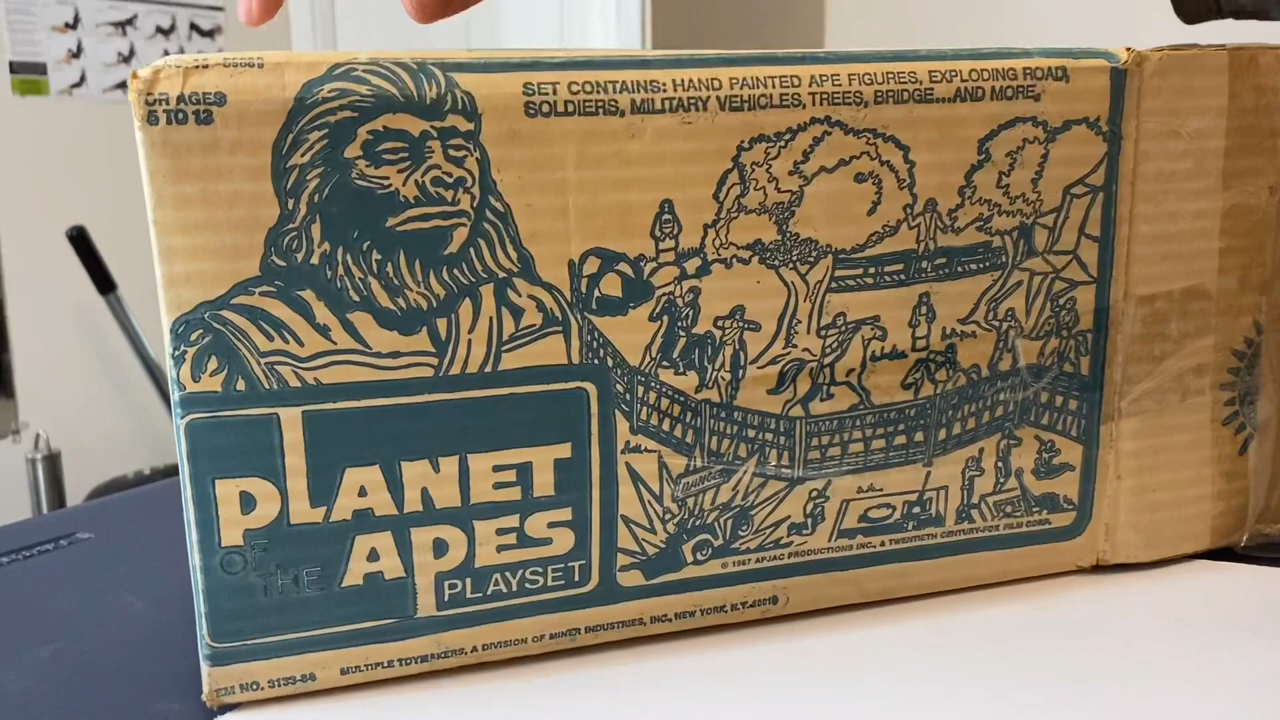 OR AGES
5 TO 12
SET CONTAINS: HAND PAINTED APE FIGURES, EXPLODING ROAD,
SOLDIERS, MILITARY VEHICLES, TREES, BRIDGE...AND MORE.
DANGER
PLANET
OF THE APES
PLAYSET
© 1967 APJAC PRODUCTIONS INC., & TWENTIETH CENTURY-FOX FILM CORP.
MULTIPLE TOYMAKERS, A DIVISION OF MINER INDUSTRIES, INC., NEW YORK, N.Y. 10010
EM NO. 3133-88